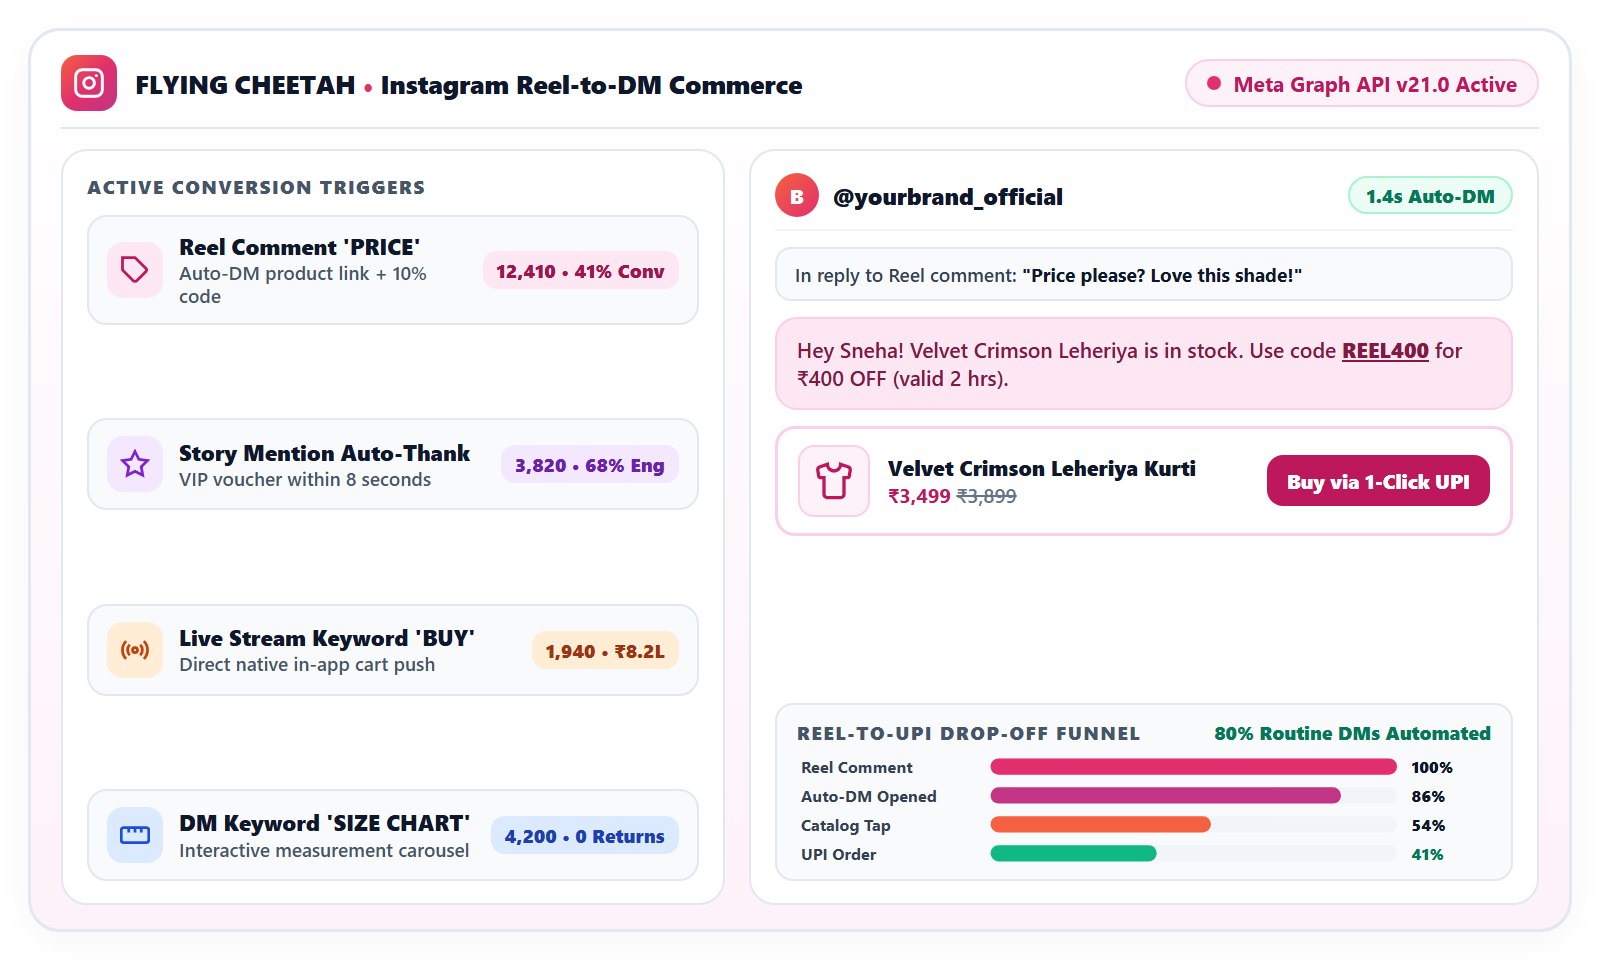 FLYING CHEETAH • Instagram Reel-to-DM Commerce
Meta Graph API v21.0 Active
ACTIVE CONVERSION TRIGGERS
Reel Comment 'PRICE'
Auto-DM product link + 10%
code
12,410 • 41% Conv
Story Mention Auto-Thank
VIP voucher within 8 seconds
3,820 • 68% Eng
Live Stream Keyword 'BUY'
Direct native in-app cart push
1,940 • ₹8.2L
DM Keyword 'SIZE CHART'
Interactive measurement carousel
4,200 • 0 Returns
B
@yourbrand_official
1.4s Auto-DM
In reply to Reel comment: "Price please? Love this shade!"
Hey Sneha! Velvet Crimson Leheriya is in stock. Use code REEL400 for
₹400 OFF (valid 2 hrs).
Velvet Crimson Leheriya Kurti
₹3,499 ₹3,899
Buy via 1-Click UPI
REEL-TO-UPI DROP-OFF FUNNEL
80% Routine DMs Automated
Reel Comment 100%
Auto-DM Opened 86%
Catalog Tap 54%
UPI Order 41%